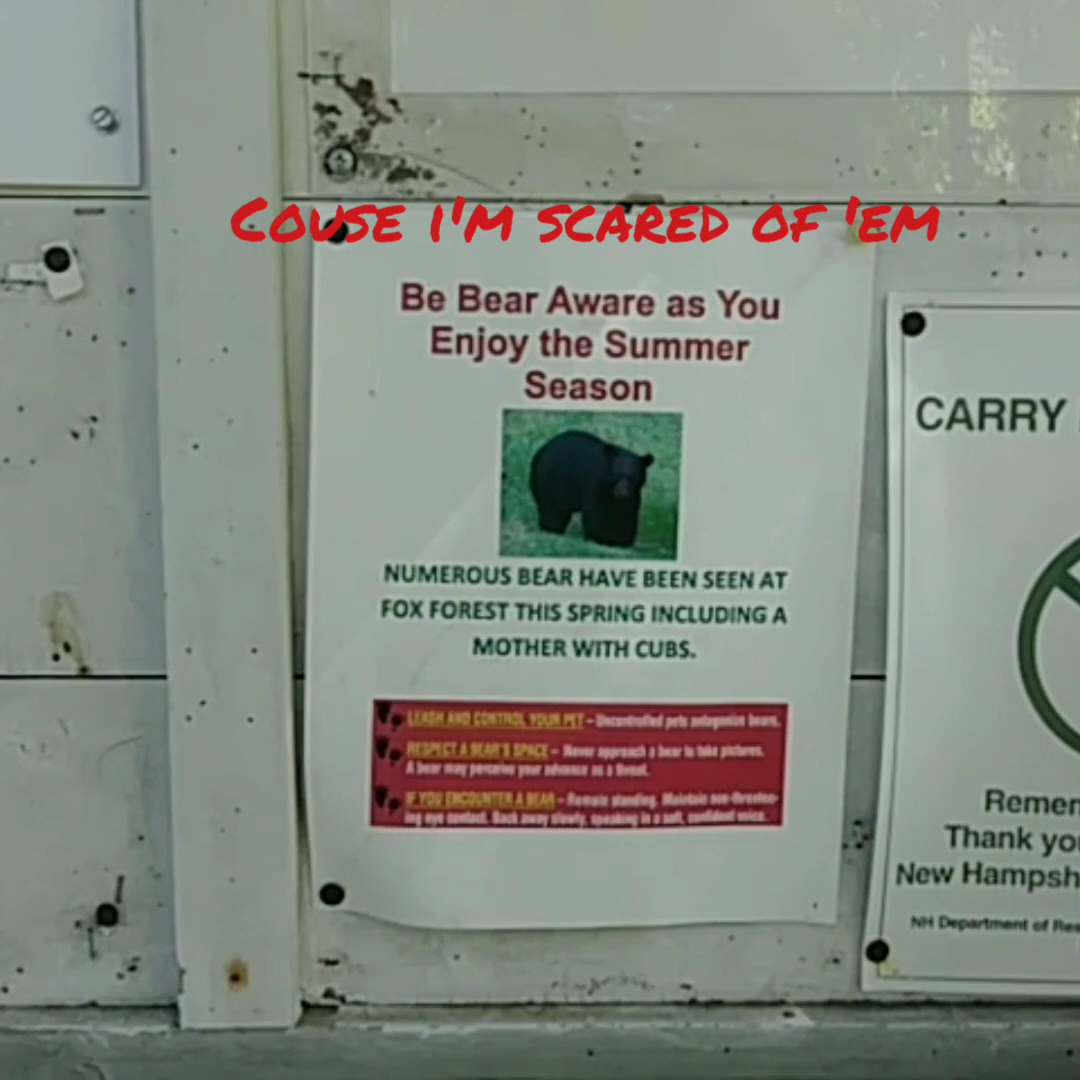 COUSE I'M SCARED OF 'EM
Be Bear Aware as You
Enjoy the Summer
Season
NUMEROUS BEAR HAVE BEEN SEEN AT
FOX FOREST THIS SPRING INCLUDING A
MOTHER WITH CUBS.
LEASH AND CONTROL YOUR PET – Uncontrolled pets antagonize bears.
RESPECT A BEAR'S SPACE – Never approach a bear to take pictures.
A bear may perceive your advance as a threat.
IF YOU ENCOUNTER A BEAR – Remain standing. Maintain non-threaten-
ing eye contact. Back away slowly, speaking in a soft, confident voice.
CARRY
Remem
Thank you
New Hampsh
NH Department of Res